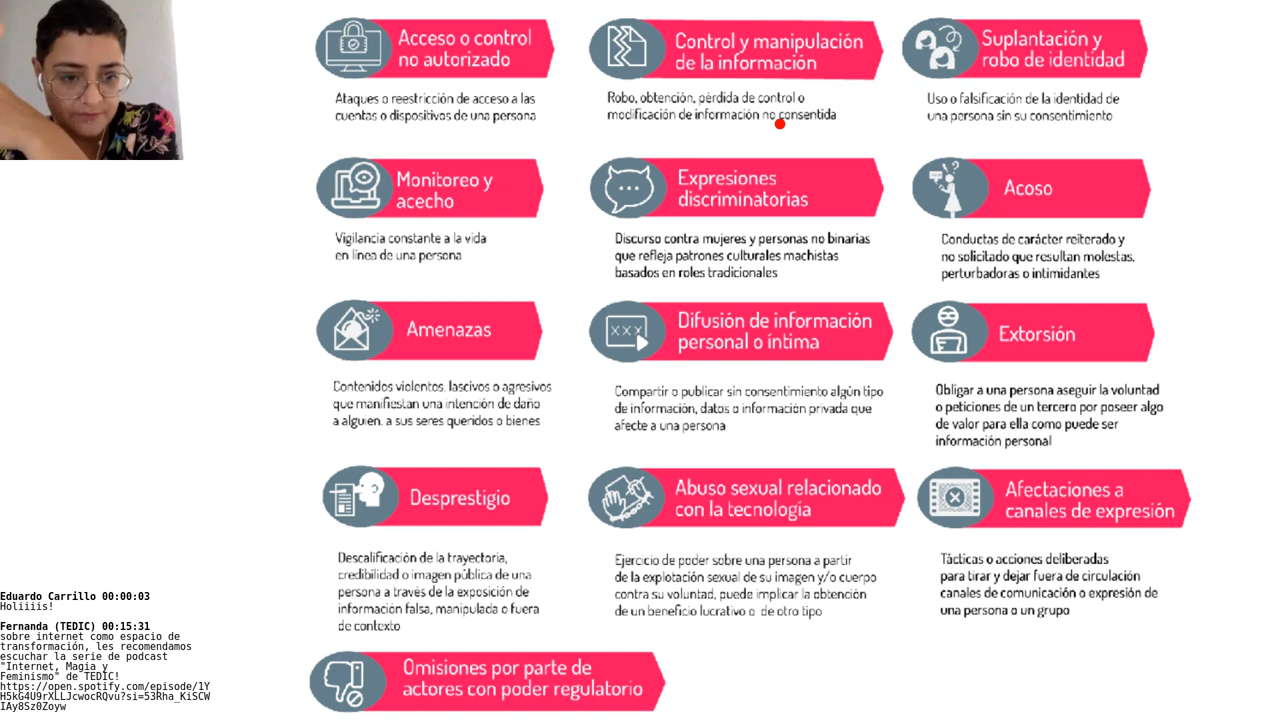 Acceso o control
no autorizado
Ataques o reestricción de acceso a las
cuentas o dispositivos de una persona
Control y manipulación
de la información
Robo, obtención, pérdida de control o
modificación de información no consentida
Suplantación y
robo de identidad
Uso o falsificación de la identidad de
una persona sin su consentimiento
Monitoreo y
acecho
Vigilancia constante a la vida
en línea de una persona
Expresiones
discriminatorias
Discurso contra mujeres y personas no binarias
que refleja patrones culturales machistas
basados en roles tradicionales
?
?
Acoso
Conductas de carácter reiterado y
no solicitado que resultan molestas,
perturbadoras o intimidantes
Amenazas
Contenidos violentos, lascivos o agresivos
que manifiestan una intención de daño
a alguien, a sus seres queridos o bienes
XXX
Difusión de información
personal o íntima
Compartir o publicar sin consentimiento algún tipo
de información, datos o información privada que
afecte a una persona
Extorsión
Obligar a una persona aseguir la voluntad
o peticiones de un tercero por poseer algo
de valor para ella como puede ser
información personal
Desprestigio
Descalificación de la trayectoria,
credibilidad o imagen pública de una
persona a través de la exposición de
información falsa, manipulada o fuera
de contexto
Abuso sexual relacionado
con la tecnología
Ejercicio de poder sobre una persona a partir
de la explotación sexual de su imagen y/o cuerpo
contra su voluntad, puede implicar la obtención
de un beneficio lucrativo o de otro tipo
Afectaciones a
canales de expresión
Tácticas o acciones deliberadas
para tirar y dejar fuera de circulación
canales de comunicación o expresión de
una persona o un grupo
Omisiones por parte de
actores con poder regulatorio
Eduardo Carrillo 00:00:03
Holiiiis!
Fernanda (TEDIC) 00:15:31
sobre internet como espacio de
transformación, les recomendamos
escuchar la serie de podcast
"Internet, Magia y
Feminismo" de TEDIC!
https://open.spotify.com/episode/1Y
H5kG4U9rXLLJcwocRQvu?si=53Rha_KiSCW
IAy8Sz0Zoyw